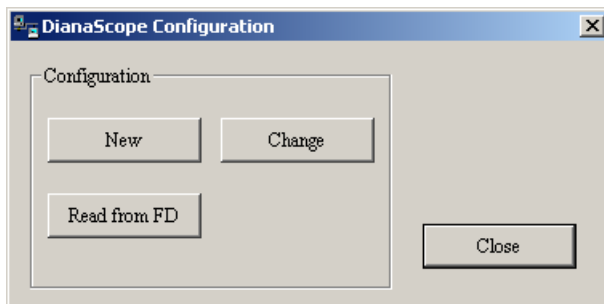 DianaScope Configuration
Configuration
New
Change
Read from FD
Close